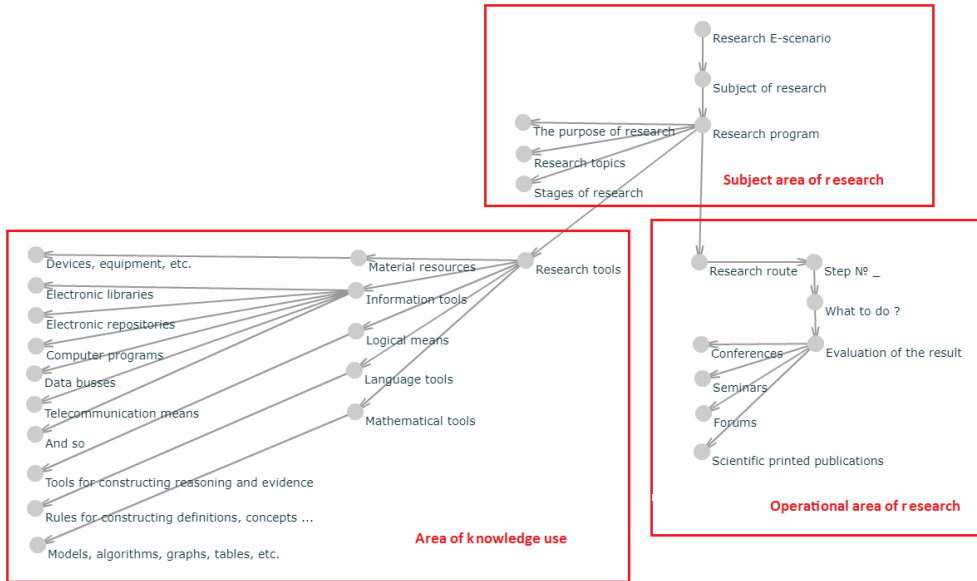 Research E-scenario
Subject of research
Research program
The purpose of research
Research topics
Stages of research
Subject area of research
Research tools
Material resources
Information tools
Logical means
Language tools
Mathematical tools
Devices, equipment, etc.
Electronic libraries
Electronic repositories
Computer programs
Data busses
Telecommunication means
And so
Tools for constructing reasoning and evidence
Rules for constructing definitions, concepts ...
Models, algorithms, graphs, tables, etc.
Area of knowledge use
Research route
Step № _
What to do ?
Evaluation of the result
Conferences
Seminars
Forums
Scientific printed publications
Operational area of research